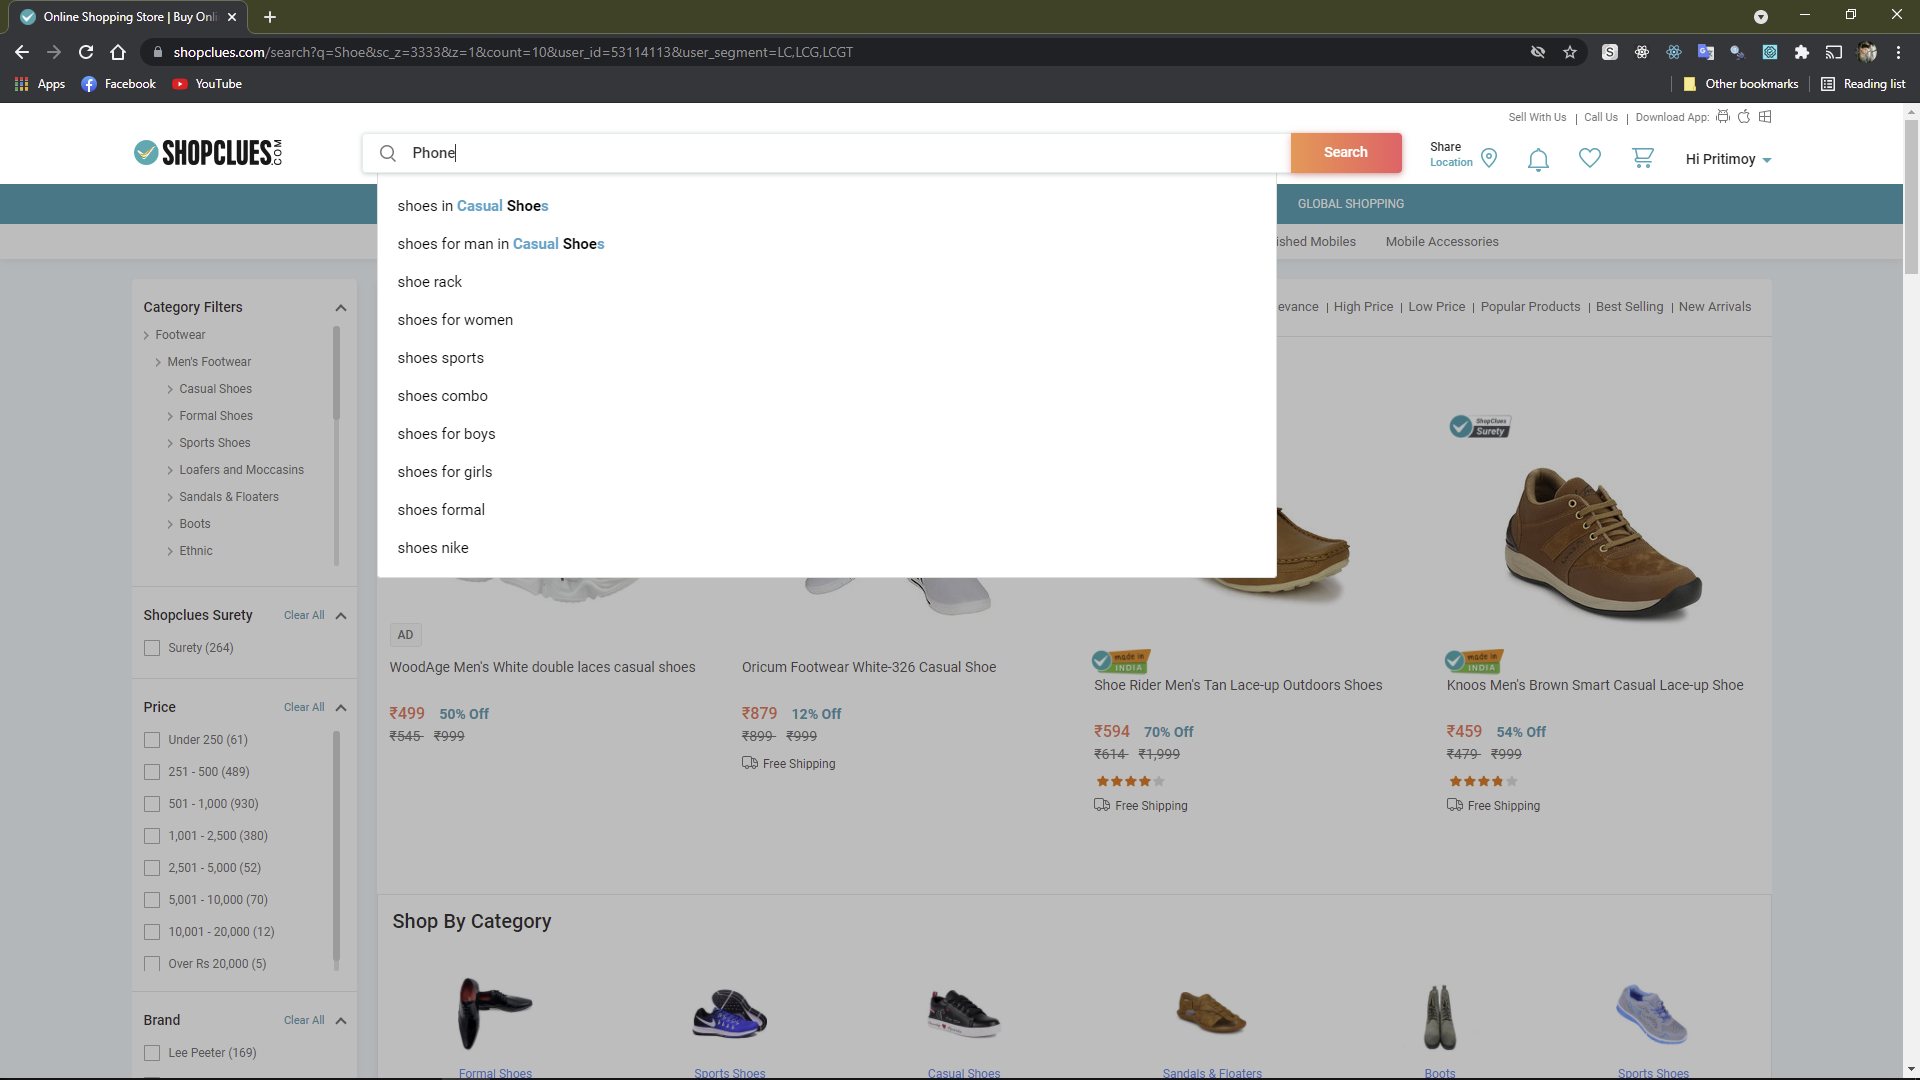 Online Shopping Store | Buy Onli
shopclues.com/search?q=Shoe&sc_z=3333&z=1&count=10&user_id=53114113&user_segment=LC,LCG,LCGT
Apps Facebook YouTube Other bookmarks Reading list
Sell With Us | Call Us | Download App:
SHOPCLUES.COM
Phone
Search
Share
Location
Hi Pritimoy
GLOBAL SHOPPING
ished Mobiles Mobile Accessories
shoes in Casual Shoes
shoes for man in Casual Shoes
shoe rack
shoes for women
shoes sports
shoes combo
shoes for boys
shoes for girls
shoes formal
shoes nike
evance | High Price | Low Price | Popular Products | Best Selling | New Arrivals
Category Filters
Footwear
Men's Footwear
Casual Shoes
Formal Shoes
Sports Shoes
Loafers and Moccasins
Sandals & Floaters
Boots
Ethnic
Shopclues Surety Clear All
Surety (264)
Price Clear All
Under 250 (61)
251 - 500 (489)
501 - 1,000 (930)
1,001 - 2,500 (380)
2,501 - 5,000 (52)
5,001 - 10,000 (70)
10,001 - 20,000 (12)
Over Rs 20,000 (5)
Brand Clear All
Lee Peeter (169)
AD
WoodAge Men's White double laces casual shoes
₹499 50% Off
₹545 ₹999
Oricum Footwear White-326 Casual Shoe
₹879 12% Off
₹899 ₹999
Free Shipping
made in
INDIA
Shoe Rider Men's Tan Lace-up Outdoors Shoes
₹594 70% Off
₹614 ₹1,999
Free Shipping
ShopClues
Surety
made in
INDIA
Knoos Men's Brown Smart Casual Lace-up Shoe
₹459 54% Off
₹479 ₹999
Free Shipping
Shop By Category
Formal Shoes Sports Shoes Casual Shoes Sandals & Floaters Boots Sports Shoes